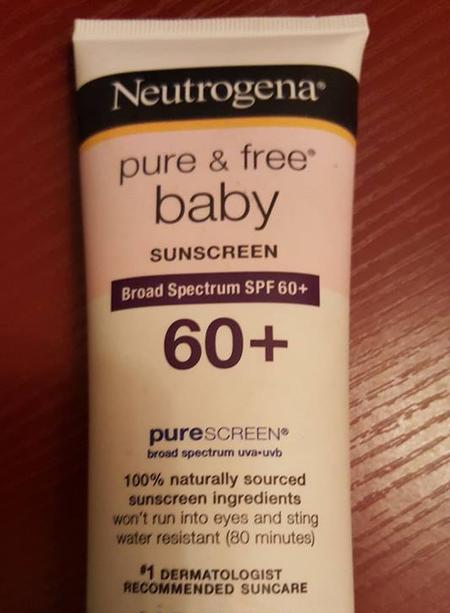 Neutrogena®
pure & free®
baby
SUNSCREEN
Broad Spectrum SPF 60+
60+
pureSCREEN®
broad spectrum uva•uvb
100% naturally sourced
sunscreen ingredients
won't run into eyes and sting
water resistant (80 minutes)
#1 DERMATOLOGIST
RECOMMENDED SUNCARE